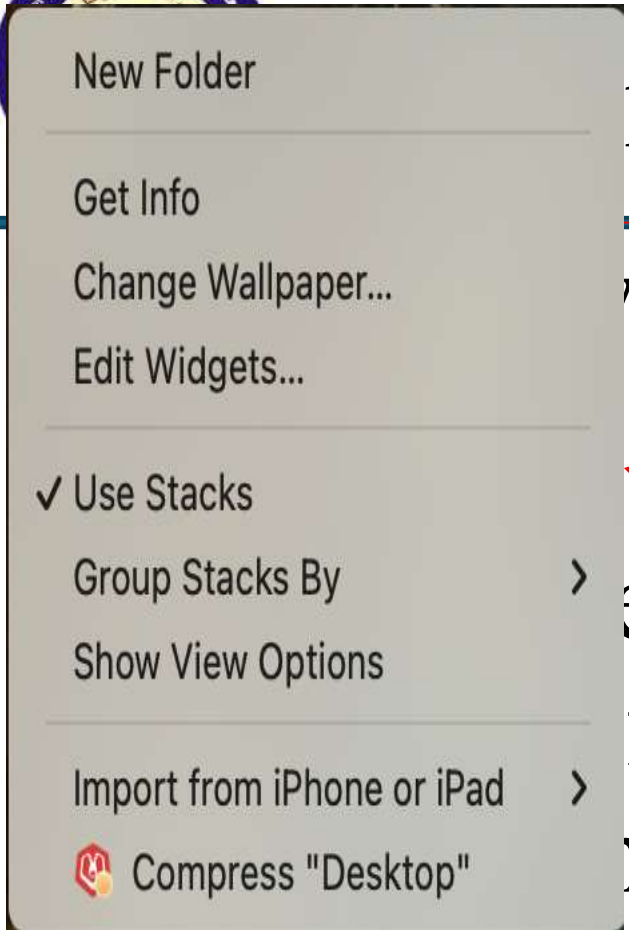 New Folder
Get Info
Change Wallpaper...
Edit Widgets...
✓ Use Stacks
Group Stacks By >
Show View Options
Import from iPhone or iPad >
Compress "Desktop"